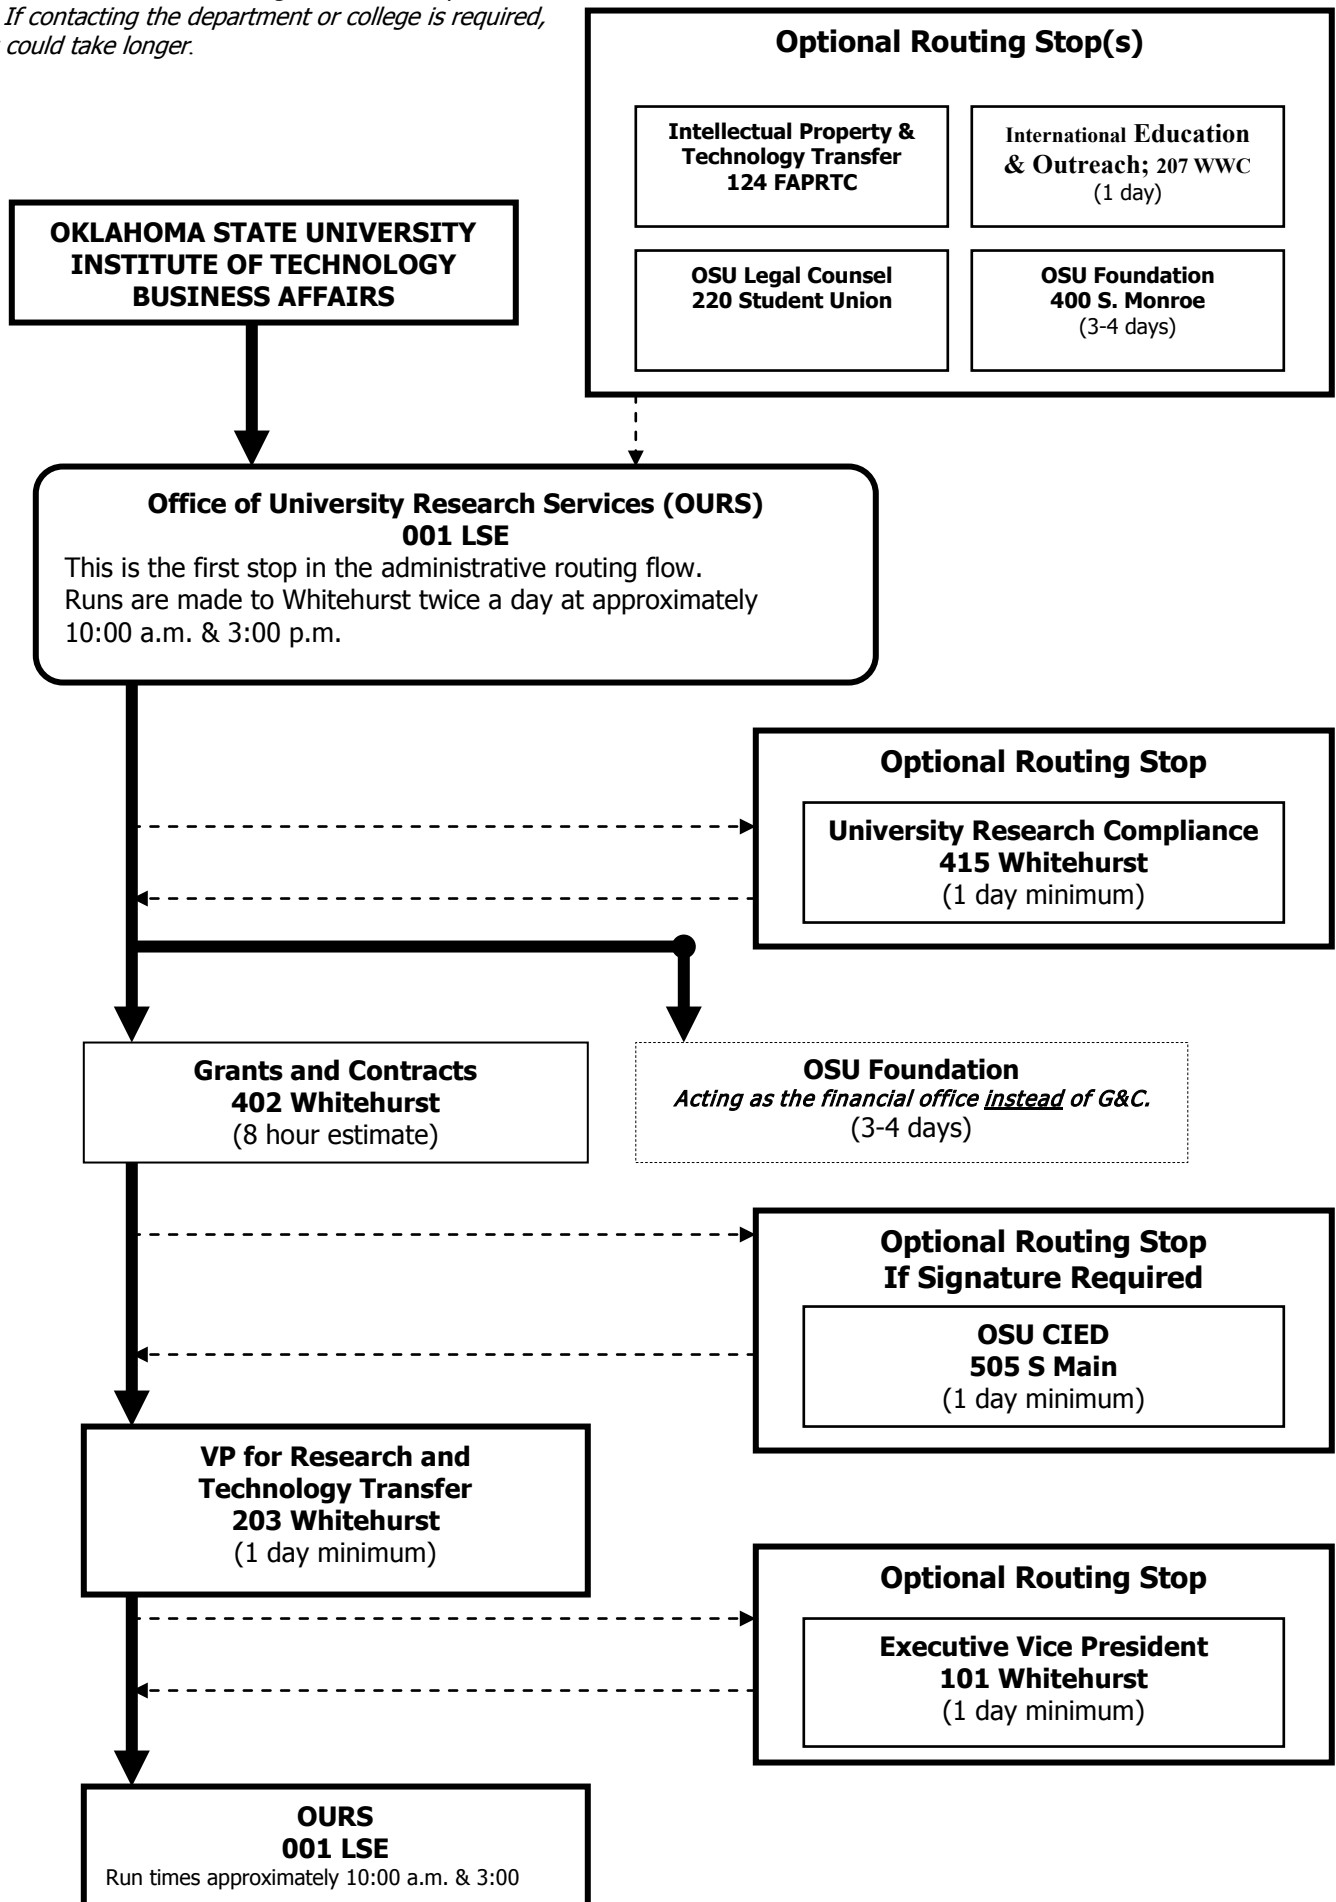 If contacting the department or college is required,
could take longer.
Optional Routing Stop(s)
Intellectual Property &
Technology Transfer
124 FAPRTC
International Education
& Outreach; 207 WWC
(1 day)
OSU Legal Counsel
220 Student Union
OSU Foundation
400 S. Monroe
(3-4 days)
OKLAHOMA STATE UNIVERSITY
INSTITUTE OF TECHNOLOGY
BUSINESS AFFAIRS
Office of University Research Services (OURS)
001 LSE
This is the first stop in the administrative routing flow.
Runs are made to Whitehurst twice a day at approximately
10:00 a.m. & 3:00 p.m.
Optional Routing Stop
University Research Compliance
415 Whitehurst
(1 day minimum)
Grants and Contracts
402 Whitehurst
(8 hour estimate)
OSU Foundation
Acting as the financial office instead of G&C.
(3-4 days)
Optional Routing Stop
If Signature Required
OSU CIED
505 S Main
(1 day minimum)
VP for Research and
Technology Transfer
203 Whitehurst
(1 day minimum)
Optional Routing Stop
Executive Vice President
101 Whitehurst
(1 day minimum)
OURS
001 LSE
Run times approximately 10:00 a.m. & 3:00